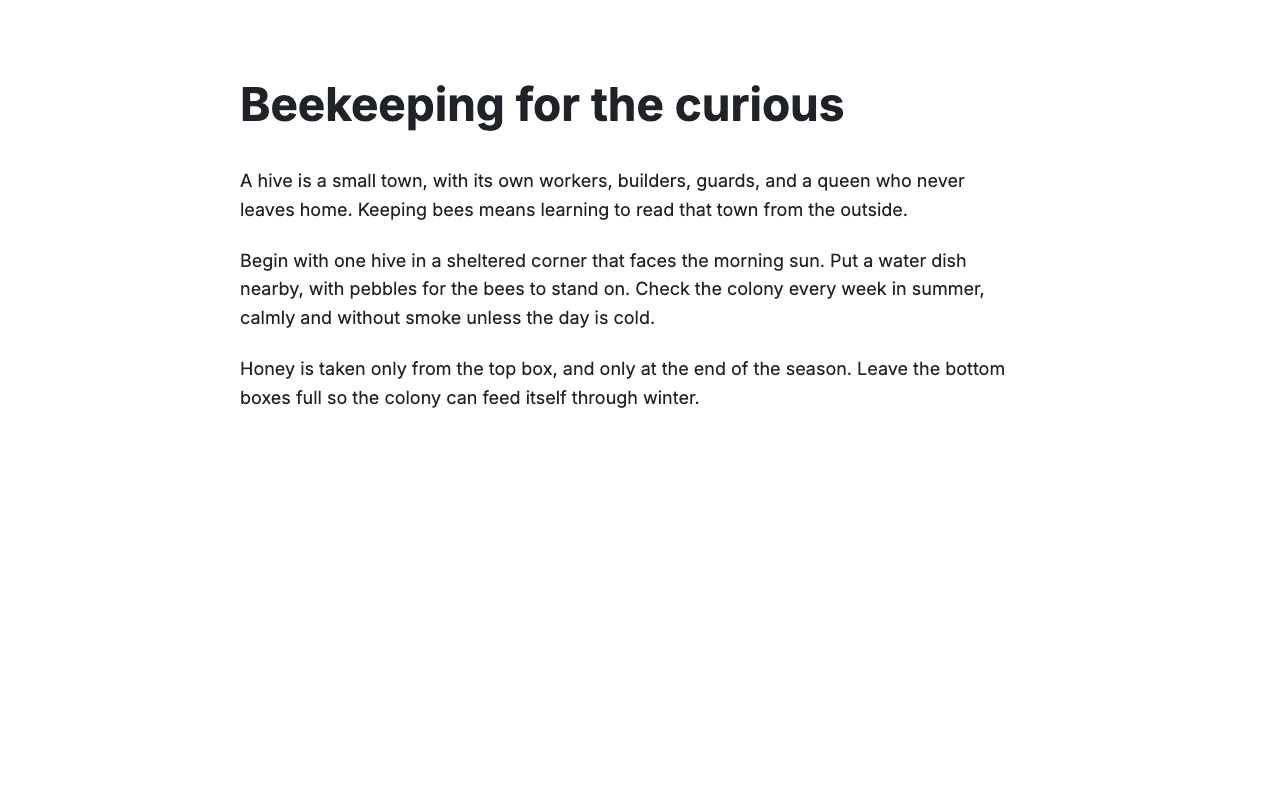 Beekeeping for the curious
A hive is a small town, with its own workers, builders, guards, and a queen who never
leaves home. Keeping bees means learning to read that town from the outside.
Begin with one hive in a sheltered corner that faces the morning sun. Put a water dish
nearby, with pebbles for the bees to stand on. Check the colony every week in summer,
calmly and without smoke unless the day is cold.
Honey is taken only from the top box, and only at the end of the season. Leave the bottom
boxes full so the colony can feed itself through winter.